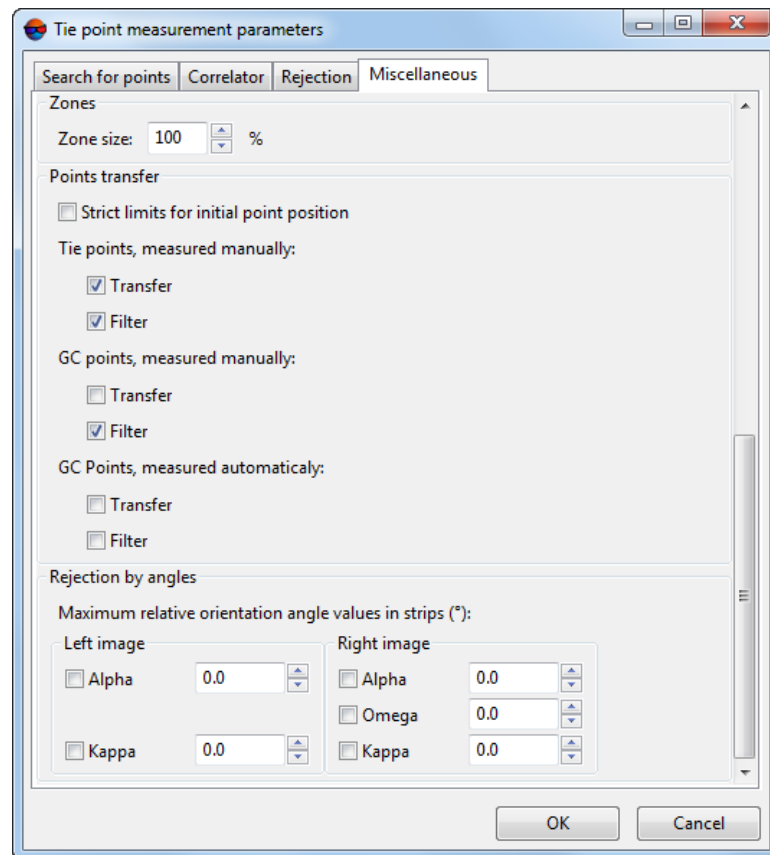 Tie point measurement parameters
Search for points Correlator Rejection Miscellaneous
Zones
Zone size: 100 %
Points transfer
Strict limits for initial point position
Tie points, measured manually:
Transfer
Filter
GC points, measured manually:
Transfer
Filter
GC Points, measured automaticaly:
Transfer
Filter
Rejection by angles
Maximum relative orientation angle values in strips (°):
Left image Right image
Alpha 0.0 Alpha 0.0
Omega 0.0
Kappa 0.0 Kappa 0.0
OK Cancel